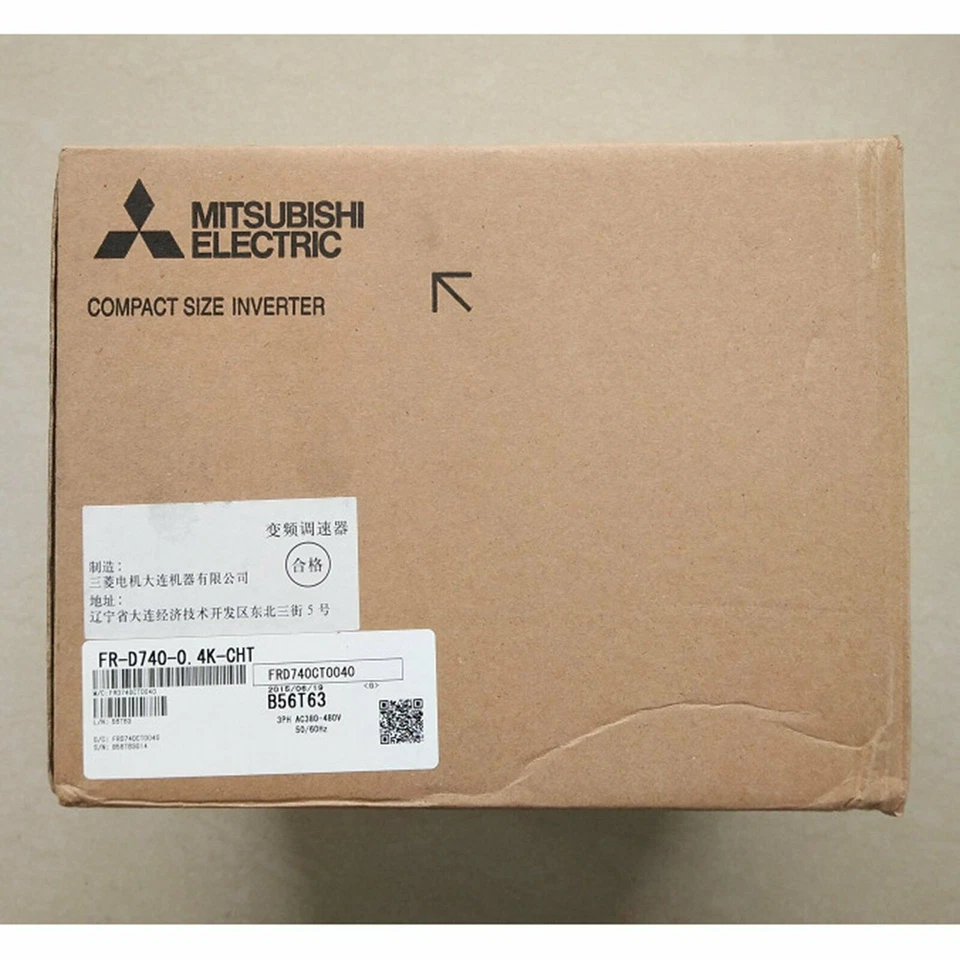 MITSUBISHI
ELECTRIC
COMPACT SIZE INVERTER
变频调速器
合格
制造：
三菱电机大连机器有限公司
地址：
辽宁省大连经济技术开发区东北三街 5 号
FR-D740-0.4K-CHT
FRD740CT0040
M/C: FRD740CT0040
2015/06/19
<G>
B56T63
L/N: 56T63
3PH AC380-480V
50/60Hz
G/C: FRD740CT0040